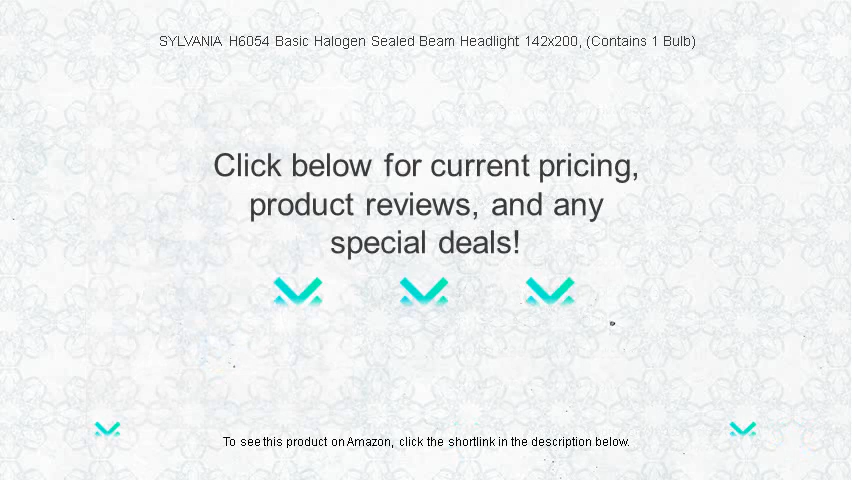 SYLVANIA H6054 Basic Halogen Sealed Beam Headlight 142x200, (Contains 1 Bulb)
Click below for current pricing,
product reviews, and any
special deals!
To see this product on Amazon, click the shortlink in the description below.